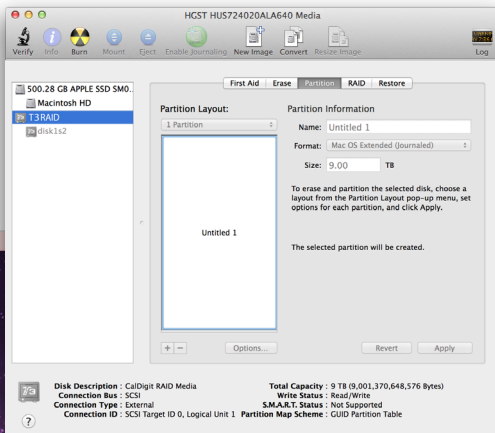 HGST HUS724020ALA640 Media
Verify Info Burn Mount Eject Enable Journaling New Image Convert Resize Image Log
First Aid Erase Partition RAID Restore
500.28 GB APPLE SSD SM0...
Macintosh HD
T3RAID
disk1s2
Partition Layout:
1 Partition
Untitled 1
+ − Options...
Partition Information
Name: Untitled 1
Format: Mac OS Extended (Journaled)
Size: 9.00 TB
To erase and partition the selected disk, choose a
layout from the Partition Layout pop-up menu, set
options for each partition, and click Apply.
The selected partition will be created.
Revert Apply
Disk Description : CalDigit RAID Media
Connection Bus : SCSI
Connection Type : External
Connection ID : SCSI Target ID 0, Logical Unit 1
Total Capacity : 9 TB (9,001,370,648,576 Bytes)
Write Status : Read/Write
S.M.A.R.T. Status : Not Supported
Partition Map Scheme : GUID Partition Table
?